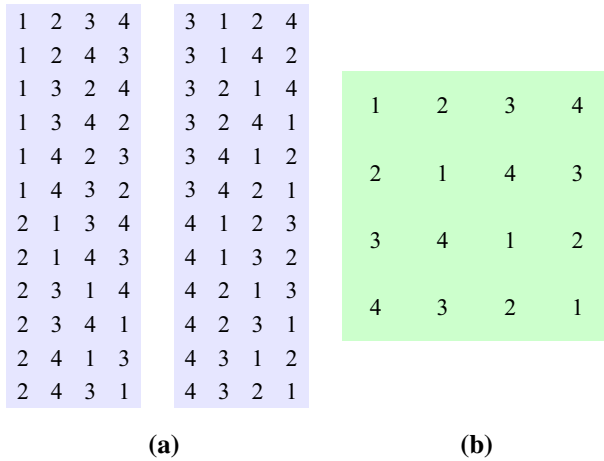 1 2 3 4
1 2 4 3
1 3 2 4
1 3 4 2
1 4 2 3
1 4 3 2
2 1 3 4
2 1 4 3
2 3 1 4
2 3 4 1
2 4 1 3
2 4 3 1
3 1 2 4
3 1 4 2
3 2 1 4
3 2 4 1
3 4 1 2
3 4 2 1
4 1 2 3
4 1 3 2
4 2 1 3
4 2 3 1
4 3 1 2
4 3 2 1
(a)
1 2 3 4
2 1 4 3
3 4 1 2
4 3 2 1
(b)